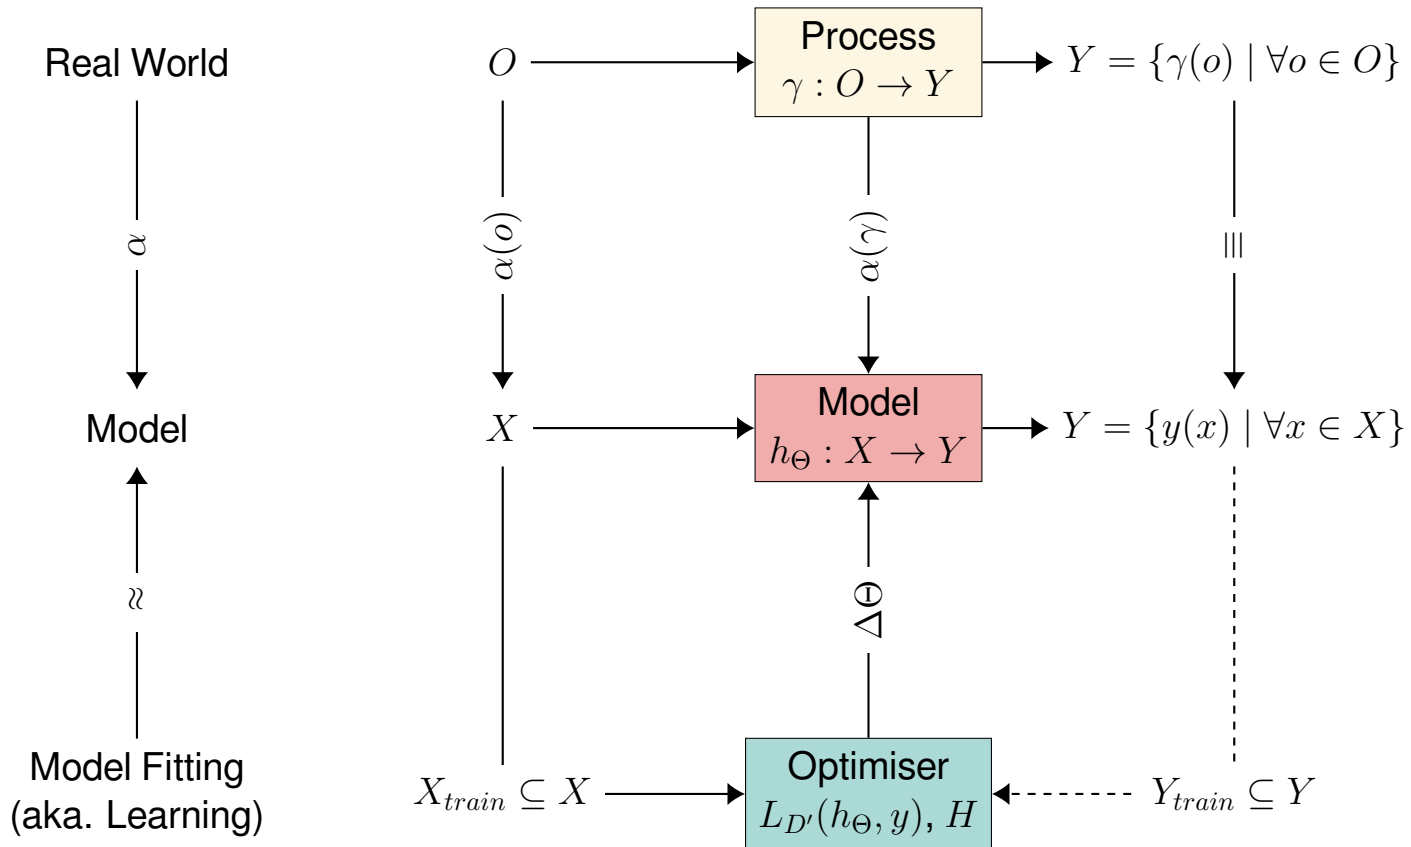 Real World
O
Process
γ : O → Y
Y = {γ(o) | ∀o ∈ O}
α
α(o)
α(γ)
≡
Model
X
Model
h_Θ : X → Y
Y = {y(x) | ∀x ∈ X}
≈
ΔΘ
Model Fitting
(aka. Learning)
X_train ⊆ X
Optimiser
L_D′(h_Θ, y), H
Y_train ⊆ Y